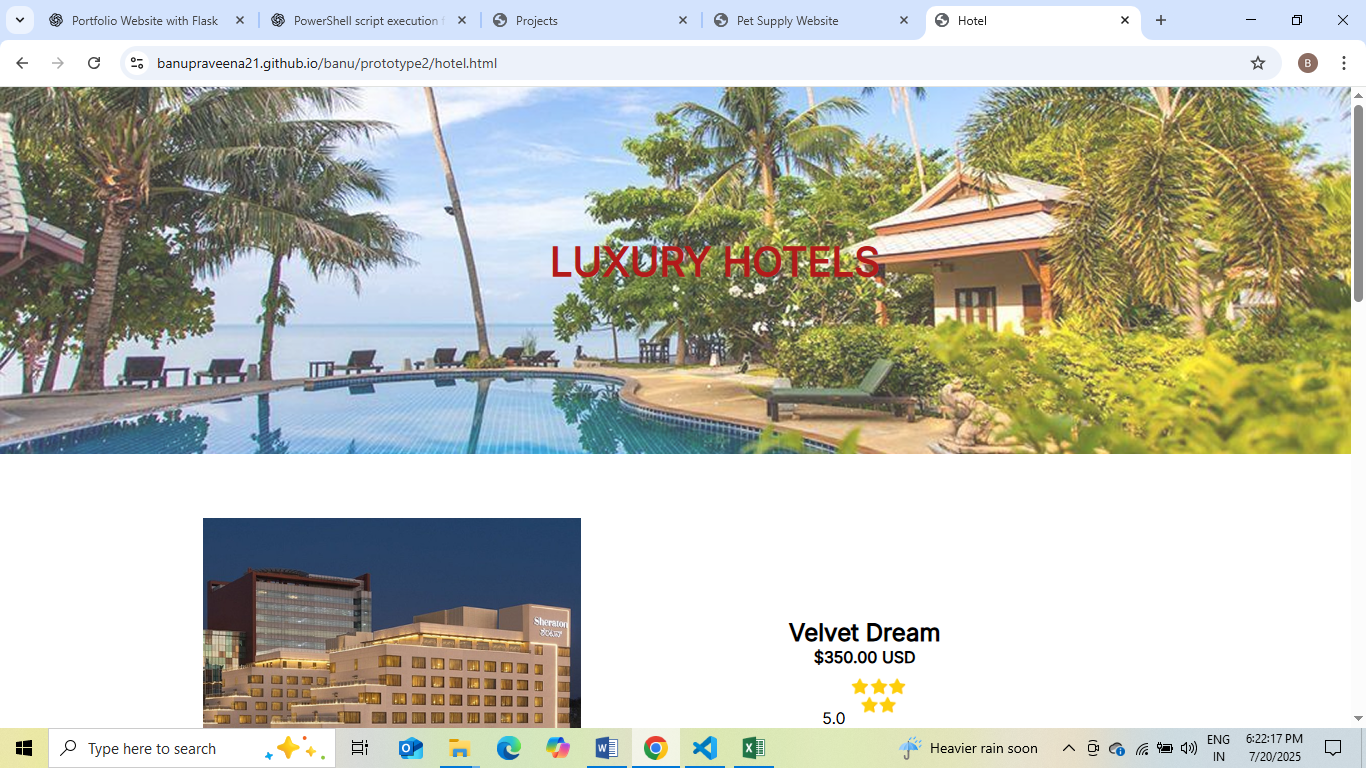 Portfolio Website with Flask
PowerShell script execution
Projects
Pet Supply Website
Hotel
banupraveena21.github.io/banu/prototype2/hotel.html
B
LUXURY HOTELS
Sheraton
Velvet Dream
$350.00 USD
5.0
Type here to search
Heavier rain soon
ENG
IN
6:22:17 PM
7/20/2025